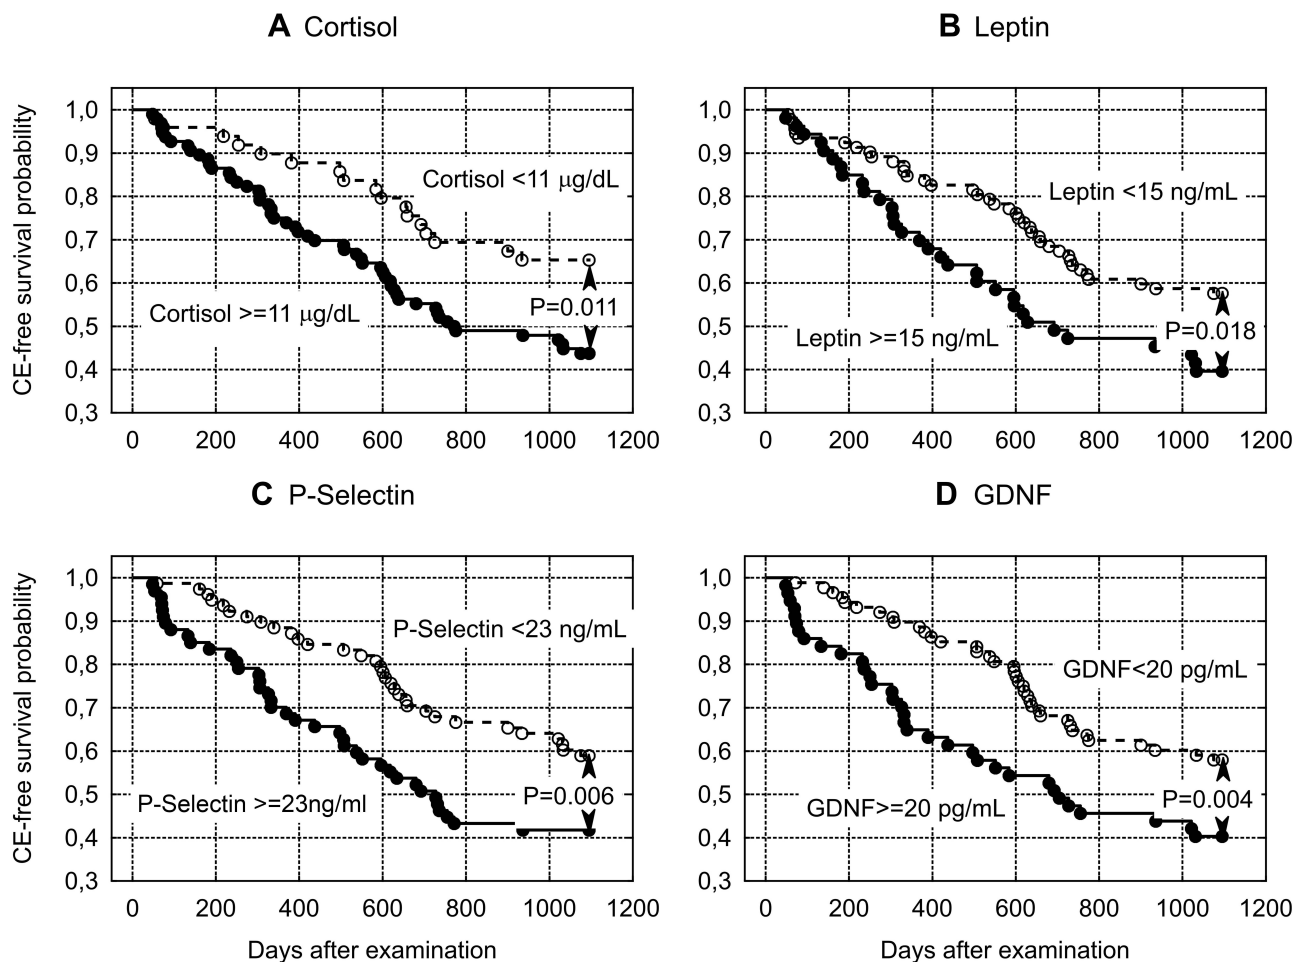 A Cortisol
B Leptin
CE-free survival probability
1,0
0,9
0,8
0,7
0,6
0,5
0,4
0,3
Cortisol <11 μg/dL
Cortisol >=11 μg/dL
P=0.011
0 200 400 600 800 1000 1200
1,0
0,9
0,8
0,7
0,6
0,5
0,4
0,3
Leptin <15 ng/mL
Leptin >=15 ng/mL
P=0.018
0 200 400 600 800 1000 1200
C P-Selectin
D GDNF
CE-free survival probability
1,0
0,9
0,8
0,7
0,6
0,5
0,4
0,3
P-Selectin <23 ng/mL
P-Selectin >=23ng/ml
P=0.006
0 200 400 600 800 1000 1200
Days after examination
1,0
0,9
0,8
0,7
0,6
0,5
0,4
0,3
GDNF<20 pg/mL
GDNF>=20 pg/mL
P=0.004
0 200 400 600 800 1000 1200
Days after examination